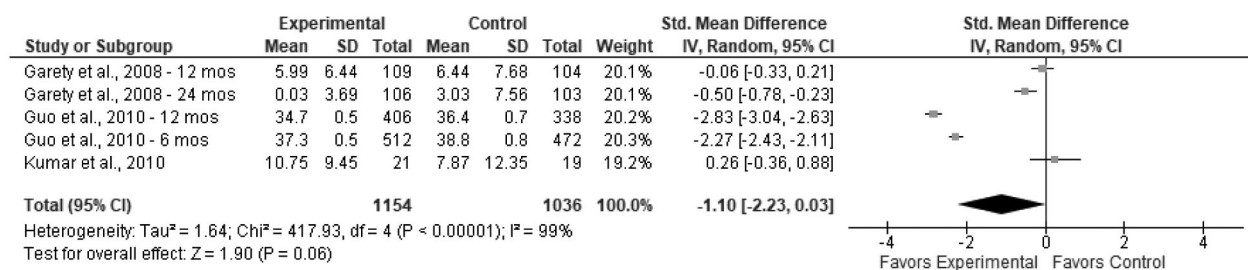 Experimental Control Std. Mean Difference Std. Mean Difference
Study or Subgroup Mean SD Total Mean SD Total Weight IV, Random, 95% CI IV, Random, 95% CI
Garety et al., 2008 - 12 mos 5.99 6.44 109 6.44 7.68 104 20.1% -0.06 [-0.33, 0.21]
Garety et al., 2008 - 24 mos 0.03 3.69 106 3.03 7.56 103 20.1% -0.50 [-0.78, -0.23]
Guo et al., 2010 - 12 mos 34.7 0.5 406 36.4 0.7 338 20.2% -2.83 [-3.04, -2.63]
Guo et al., 2010 - 6 mos 37.3 0.5 512 38.8 0.8 472 20.3% -2.27 [-2.43, -2.11]
Kumar et al., 2010 10.75 9.45 21 7.87 12.35 19 19.2% 0.26 [-0.36, 0.88]
Total (95% CI) 1154 1036 100.0% -1.10 [-2.23, 0.03]
Heterogeneity: Tau² = 1.64; Chi² = 417.93, df = 4 (P < 0.00001); I² = 99%
Test for overall effect: Z = 1.90 (P = 0.06)
-4 -2 0 2 4
Favors Experimental Favors Control